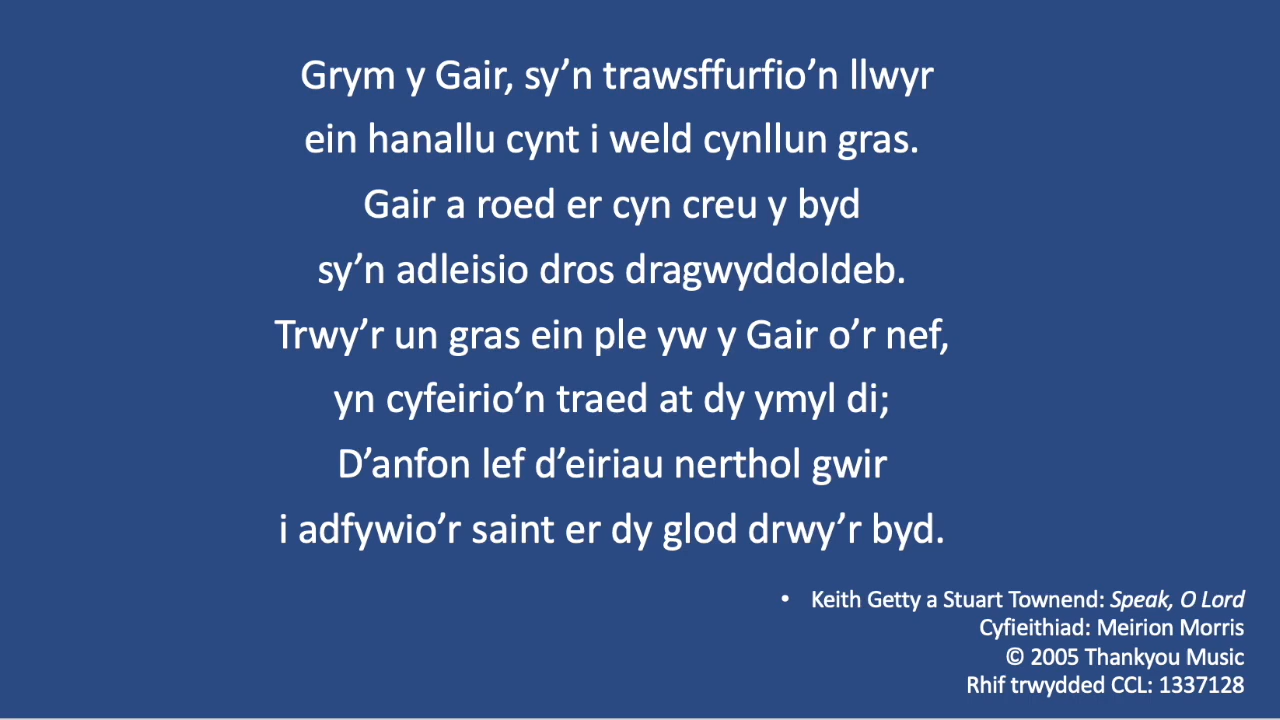 Grym y Gair, sy’n trawsffurfio’n llwyr
ein hanallu cynt i weld cynllun gras.
Gair a roed er cyn creu y byd
sy’n adleisio dros dragwyddoldeb.
Trwy’r un gras ein ple yw y Gair o’r nef,
yn cyfeirio’n traed at dy ymyl di;
D’anfon lef d’eiriau nerthol gwir
i adfywio’r saint er dy glod drwy’r byd.
• Keith Getty a Stuart Townend: Speak, O Lord
Cyfieithiad: Meirion Morris
© 2005 Thankyou Music
Rhif trwydded CCL: 1337128